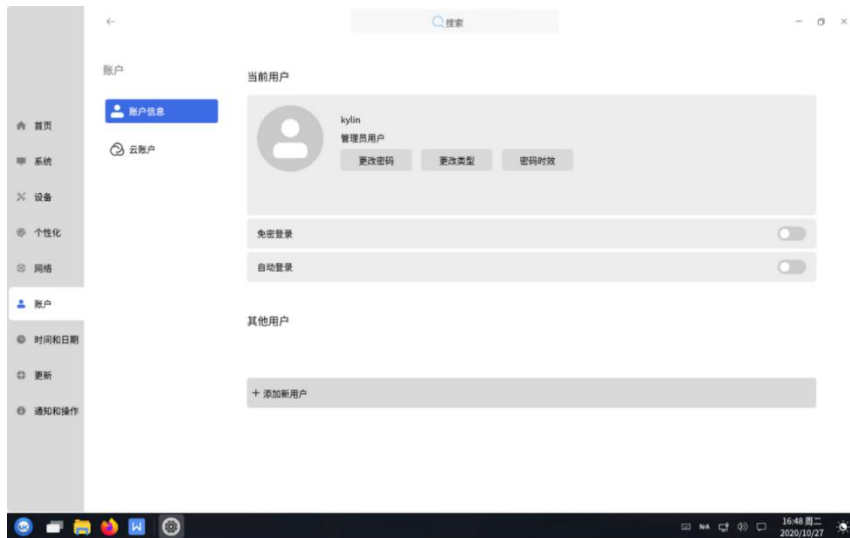 搜索
账户
账户信息
云账户
首页
系统
设备
个性化
网络
账户
时间和日期
更新
通知和操作
当前用户
kylin
管理员用户
更改密码 更改类型 密码时效
免密登录
自动登录
其他用户
+ 添加新用户
N/A
16:48 周二
2020/10/27